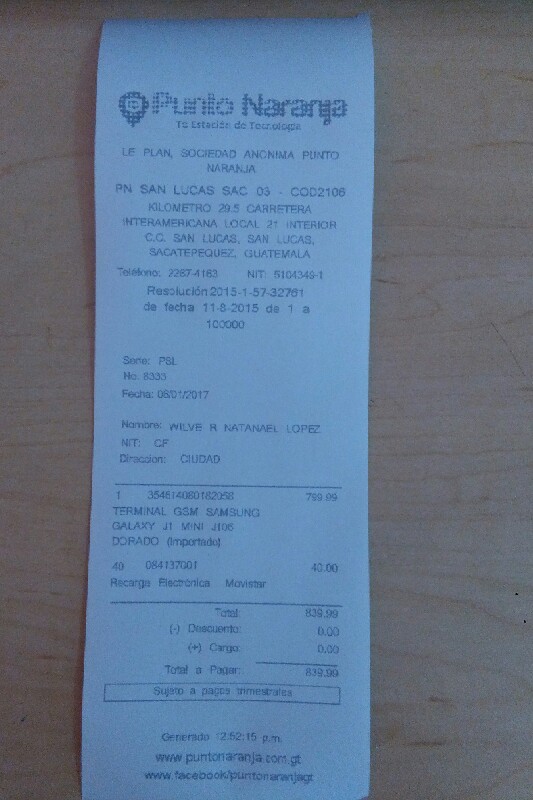 Punto Naranja
Tu Estación de Tecnología
LE PLAN, SOCIEDAD ANONIMA PUNTO
NARANJA
PN SAN LUCAS SAC 03 - COD2106
KILOMETRO 29.5 CARRETERA
INTERAMERICANA LOCAL 21 INTERIOR
C.C. SAN LUCAS, SAN LUCAS,
SACATEPEQUEZ, GUATEMALA
Teléfono: 2287-4183 NIT: 5104349-1
Resolución 2015-1-57-32761
de fecha 11-8-2015 de 1 a
100000
Serie: PSL
No: 8333
Fecha: 06/01/2017
Nombre: WILVE R NATANAEL LOPEZ
NIT: CF
Direccion: CIUDAD
1 354614080182058 799.99
TERMINAL GSM SAMSUNG
GALAXY J1 MINI J106
DORADO (Importado)
40 084137001 40.00
Recarga Electrónica Movistar
Total: 839.99
(-) Descuento: 0.00
(+) Cargo: 0.00
Total a Pagar: 839.99
Sujeto a pagos trimestrales
Generado 12:52:15 p.m.
www.puntonaranja.com.gt
www.facebook/puntonaranjagt